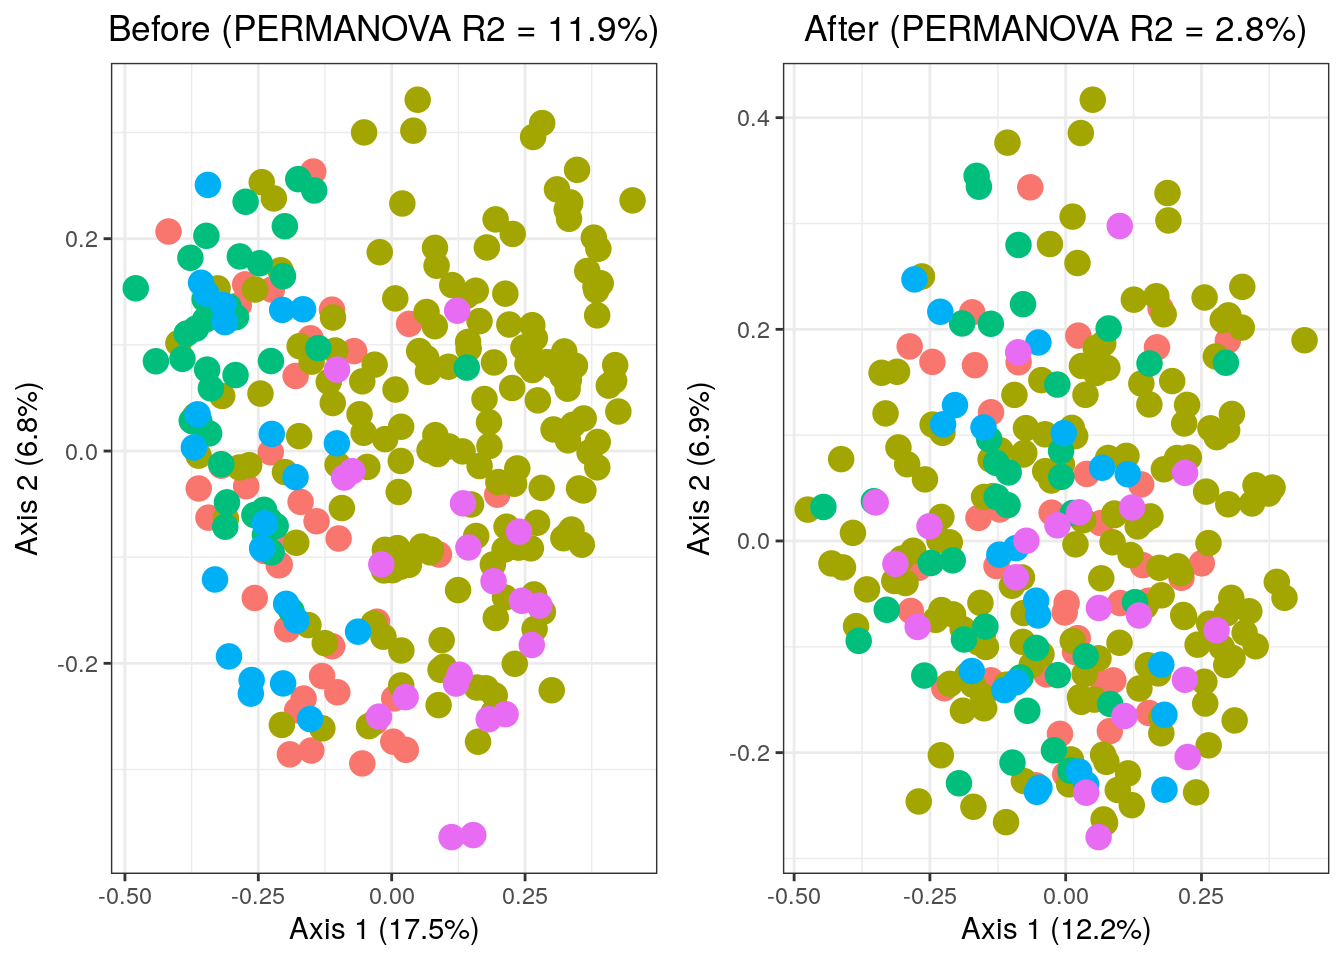 Before (PERMANOVA R2 = 11.9%)
0.2
0.0
-0.2
Axis 2 (6.8%)
-0.50
-0.25
0.00
0.25
Axis 1 (17.5%)
After (PERMANOVA R2 = 2.8%)
0.4
0.2
0.0
-0.2
Axis 2 (6.9%)
-0.50
-0.25
0.00
0.25
Axis 1 (12.2%)